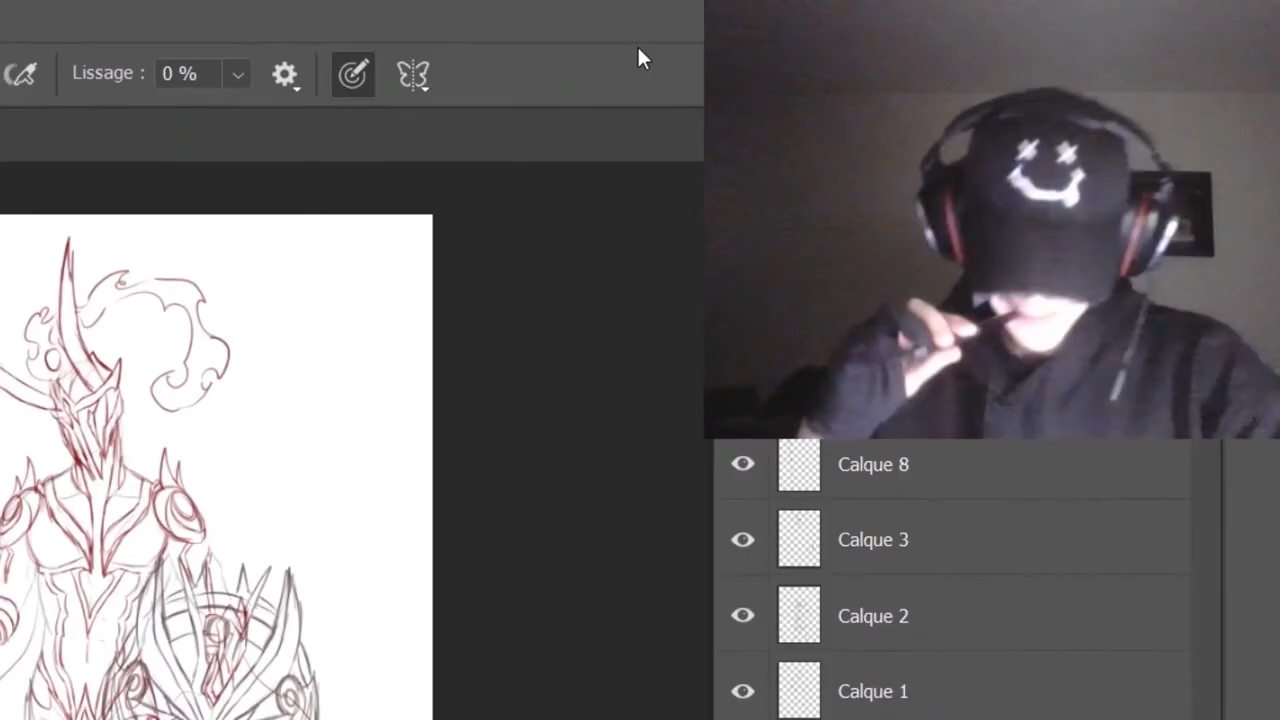 Lissage : 0 %
Calque 8
Calque 3
Calque 2
Calque 1